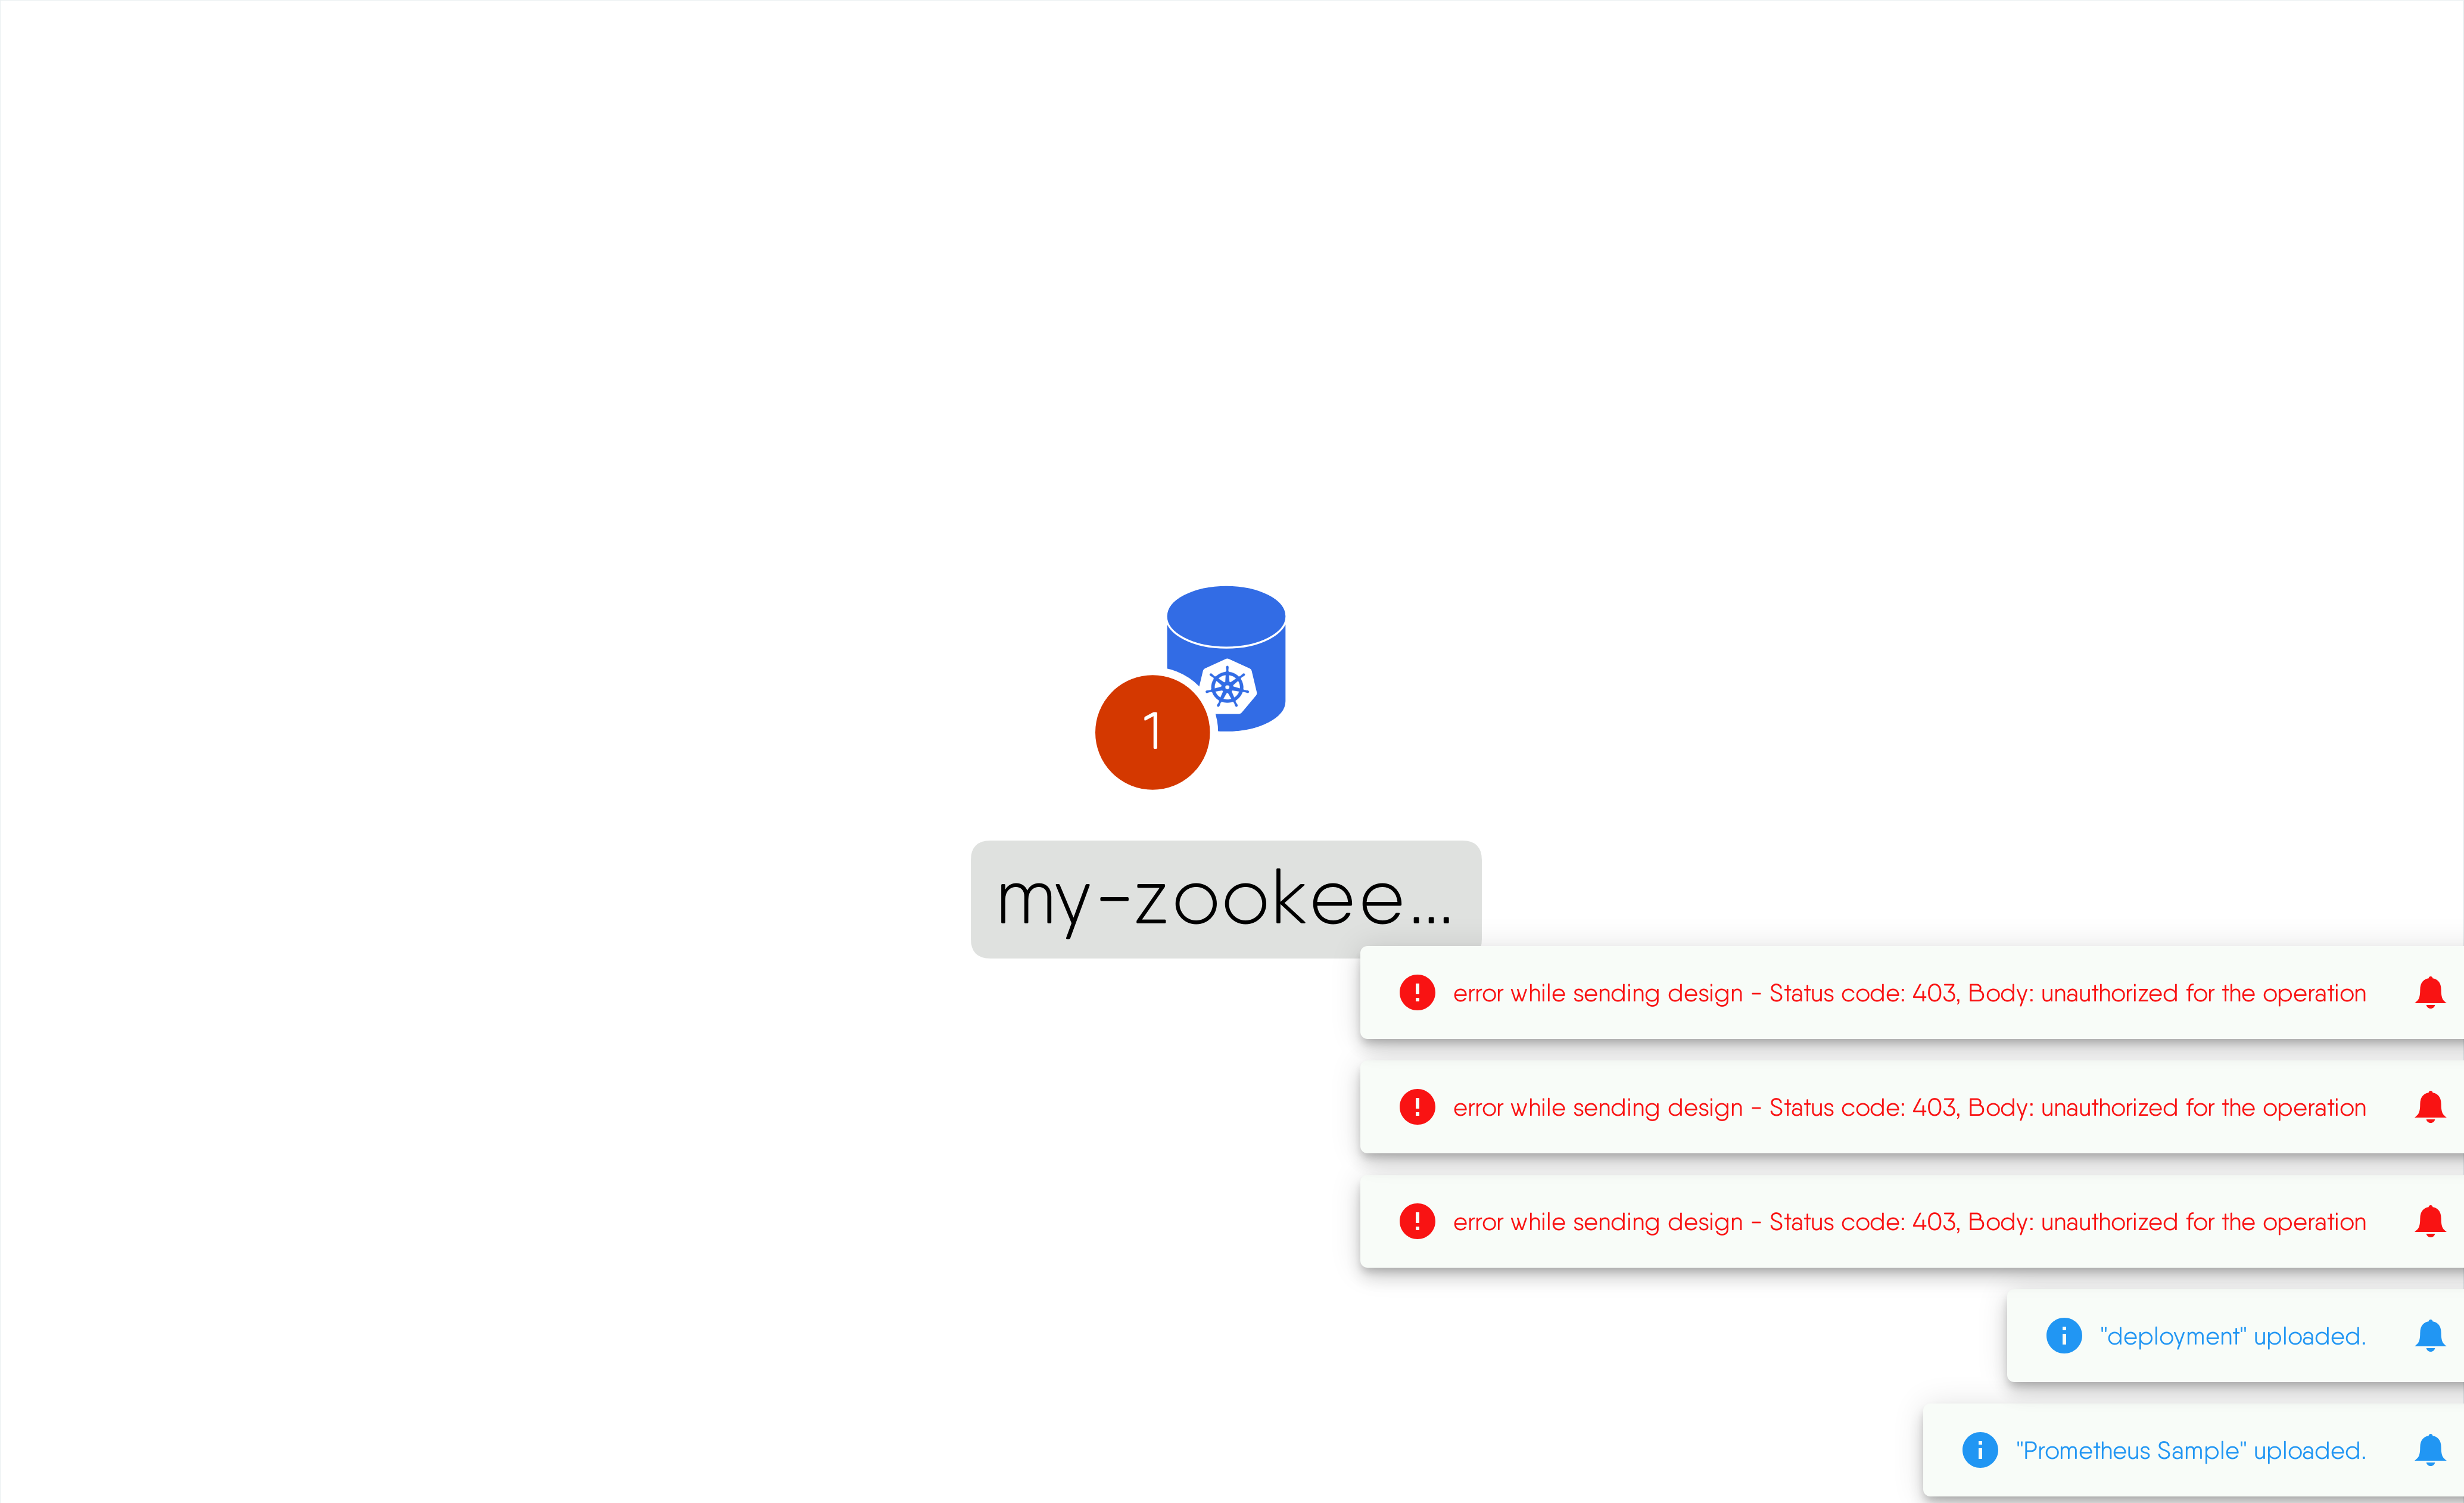 1
my-zookee...
error while sending design - Status code: 403, Body: unauthorized for the operation
error while sending design - Status code: 403, Body: unauthorized for the operation
error while sending design - Status code: 403, Body: unauthorized for the operation
"deployment" uploaded.
"Prometheus Sample" uploaded.